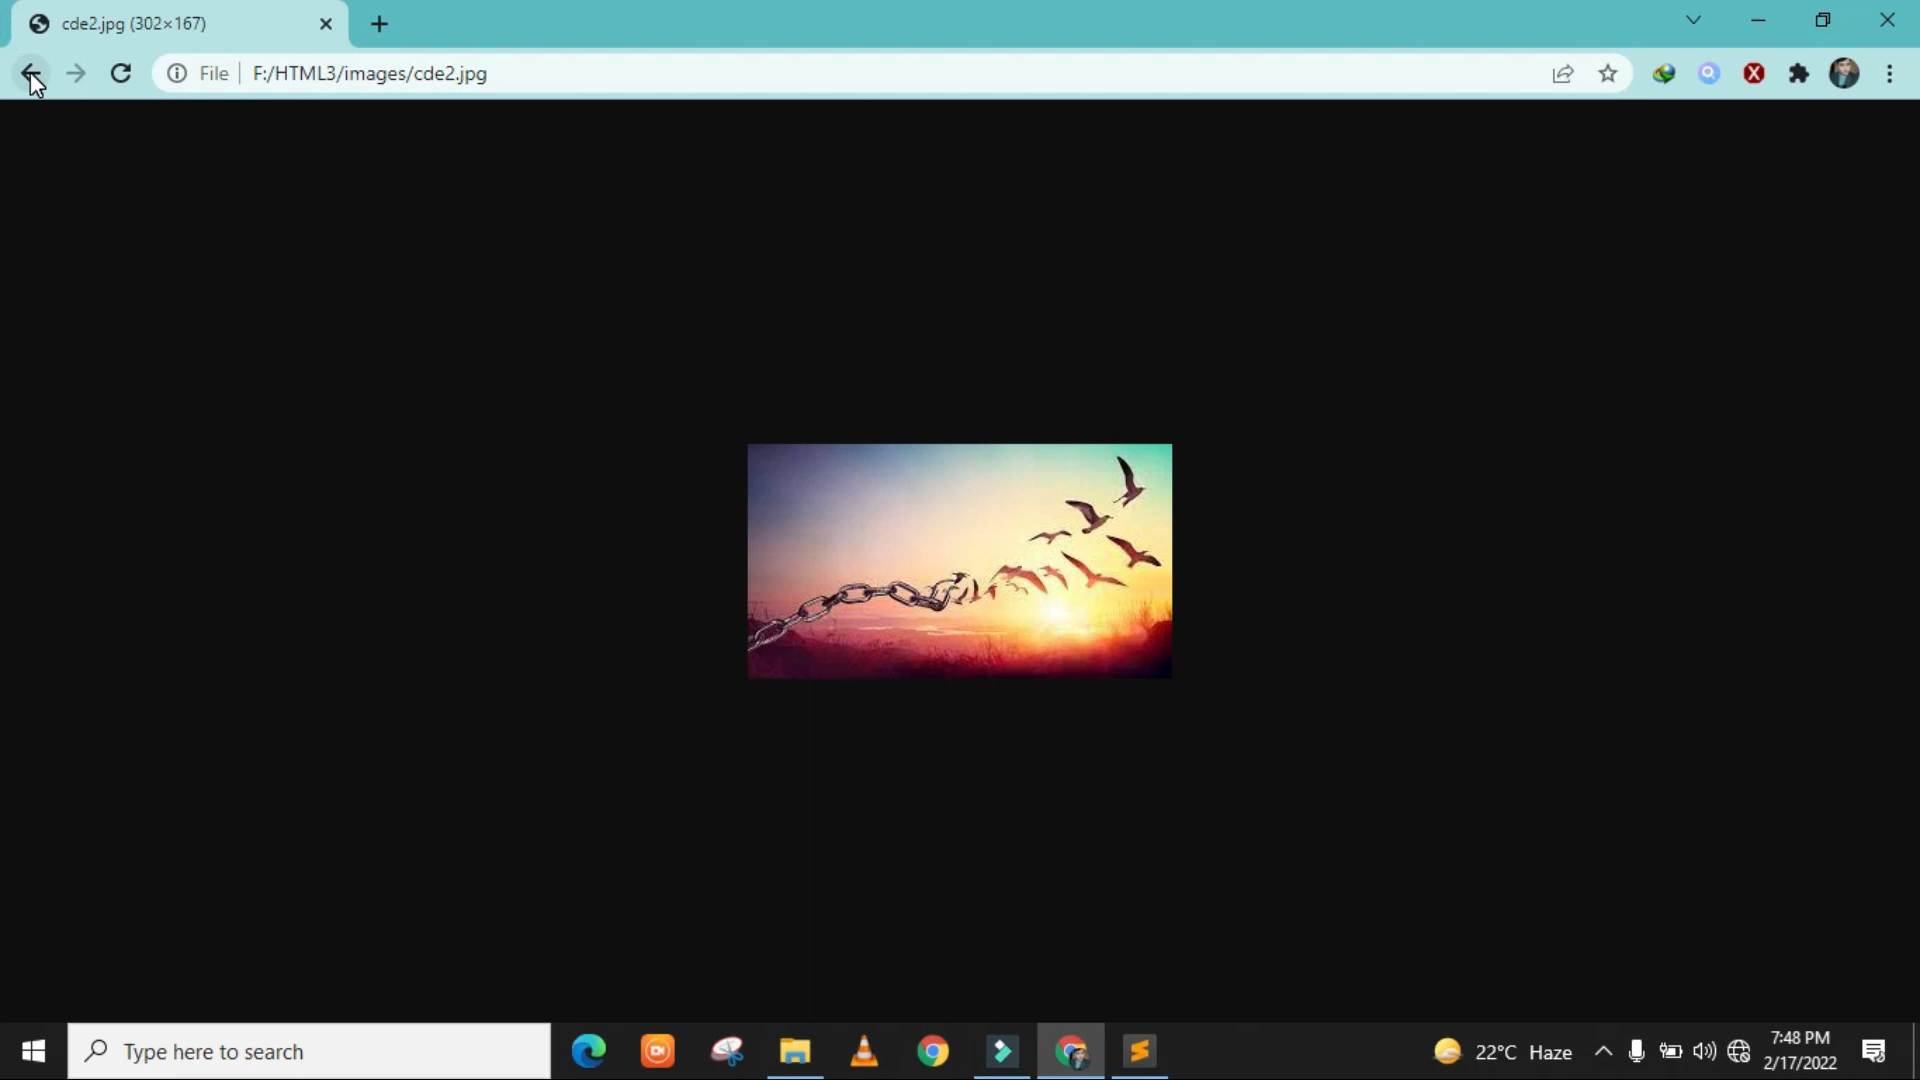 cde2.jpg (302×167)
File F:/HTML3/images/cde2.jpg
Type here to search
22°C Haze
7:48 PM
2/17/2022